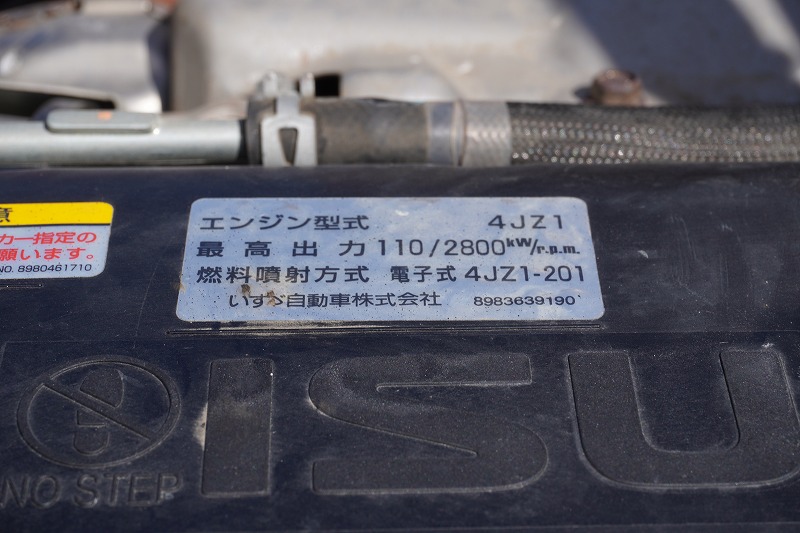 エンジン型式 4JZ1
最高出力 110/2800kW/r.p.m.
燃料噴射方式 電子式 4JZ1-201
いすゞ自動車株式会社 8983639190
意
カー指定の
願います。
NO. 8980461710
NO STEP
ISU